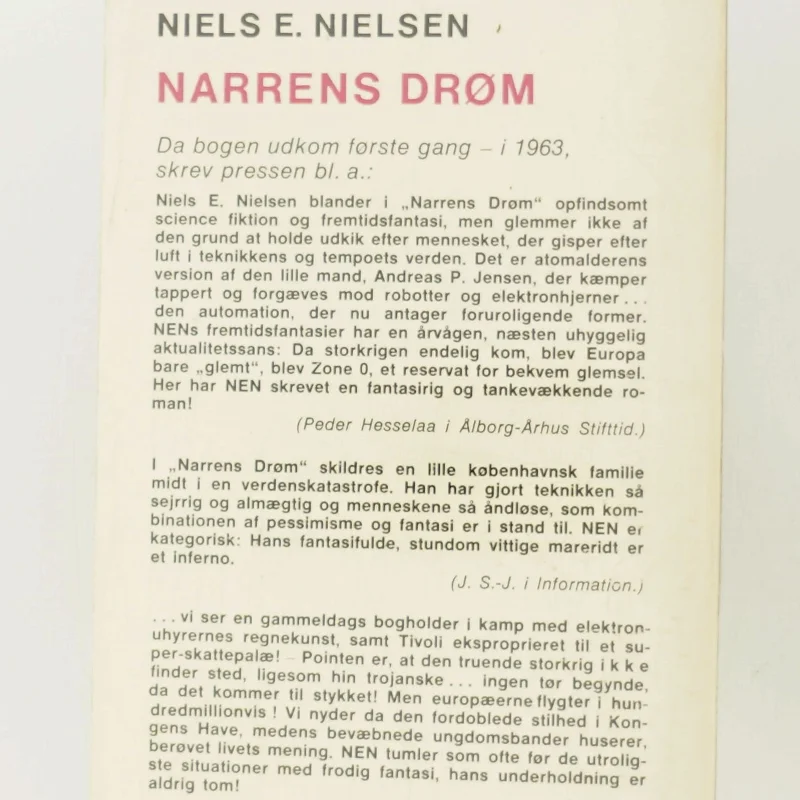 NIELS E. NIELSEN
NARRENS DRØM
Da bogen udkom første gang – i 1963,
skrev pressen bl. a.:
Niels E. Nielsen blander i „Narrens Drøm“ opfindsomt
science fiktion og fremtidsfantasi, men glemmer ikke af
den grund at holde udkik efter mennesket, der gisper efter
luft i teknikkens og tempoets verden. Det er atomalderens
version af den lille mand, Andreas P. Jensen, der kæmper
tappert og forgæves mod robotter og elektronhjerner...
den automation, der nu antager foruroligende former.
NENs fremtidsfantasier har en årvågen, næsten uhyggelig
aktualitetssans: Da storkrigen endelig kom, blev Europa
bare „glemt“, blev Zone 0, et reservat for bekvem glemsel.
Her har NEN skrevet en fantasirig og tankevækkende ro-
man!
(Peder Hesselaa i Ålborg-Århus Stifttid.)
I „Narrens Drøm“ skildres en lille københavnsk familie
midt i en verdenskatastrofe. Han har gjort teknikken så
sejrrig og almægtig og menneskene så åndløse, som kom-
binationen af pessimisme og fantasi er i stand til. NEN er
kategorisk: Hans fantasifulde, stundom vittige mareridt er
et inferno.
(J. S.-J. i Information.)
...vi ser en gammeldags bogholder i kamp med elektron-
uhyrernes regnekunst, samt Tivoli eksproprieret til et su-
per-skattepalæ! – Pointen er, at den truende storkrig ikke
finder sted, ligesom hin trojanske... ingen tør begynde,
da det kommer til stykket! Men europæerne flygter i hun-
dredmillionvis! Vi nyder da den fordoblede stilhed i Kon-
gens Have, medens bevæbnede ungdomsbander huserer,
berøvet livets mening. NEN tumler som ofte før de utrolig-
ste situationer med frodig fantasi, hans underholdning er
aldrig tom!